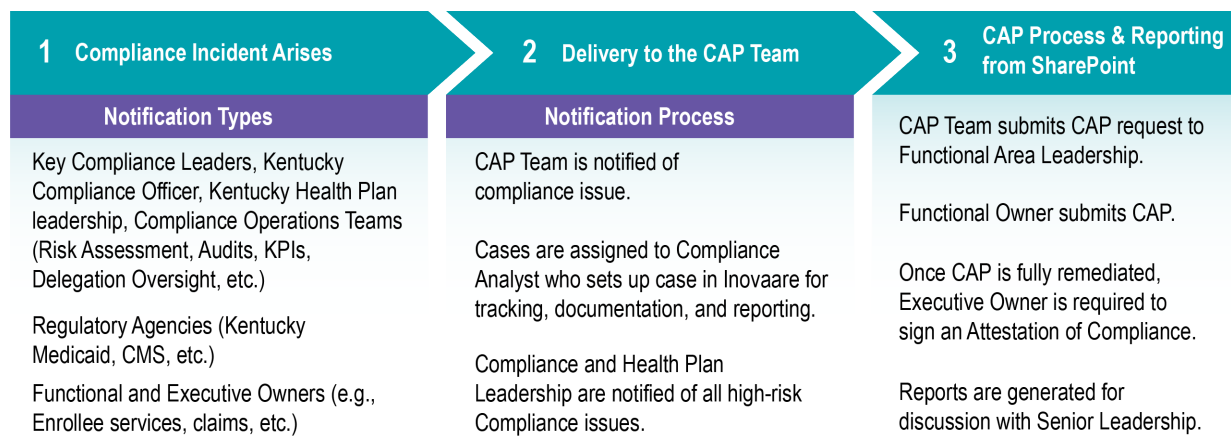 1 Compliance Incident Arises
Notification Types
Key Compliance Leaders, Kentucky
Compliance Officer, Kentucky Health Plan
leadership, Compliance Operations Teams
(Risk Assessment, Audits, KPIs,
Delegation Oversight, etc.)
Regulatory Agencies (Kentucky
Medicaid, CMS, etc.)
Functional and Executive Owners (e.g.,
Enrollee services, claims, etc.)
2 Delivery to the CAP Team
Notification Process
CAP Team is notified of
compliance issue.
Cases are assigned to Compliance
Analyst who sets up case in Inovaare for
tracking, documentation, and reporting.
Compliance and Health Plan
Leadership are notified of all high-risk
Compliance issues.
3 CAP Process & Reporting
from SharePoint
CAP Team submits CAP request to
Functional Area Leadership.
Functional Owner submits CAP.
Once CAP is fully remediated,
Executive Owner is required to
sign an Attestation of Compliance.
Reports are generated for
discussion with Senior Leadership.